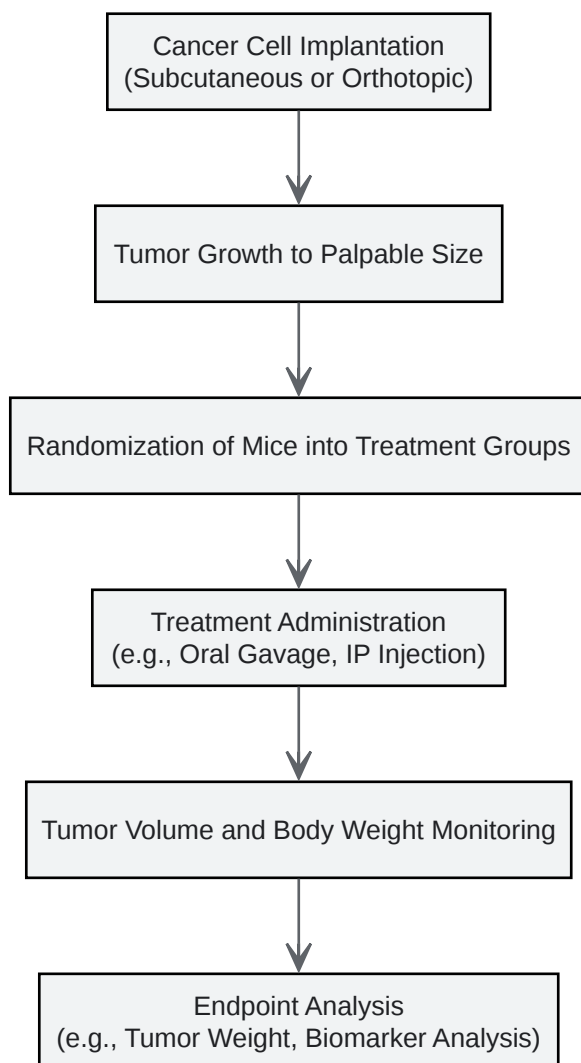 Cancer Cell Implantation
(Subcutaneous or Orthotopic)
Tumor Growth to Palpable Size
Randomization of Mice into Treatment Groups
Treatment Administration
(e.g., Oral Gavage, IP Injection)
Tumor Volume and Body Weight Monitoring
Endpoint Analysis
(e.g., Tumor Weight, Biomarker Analysis)